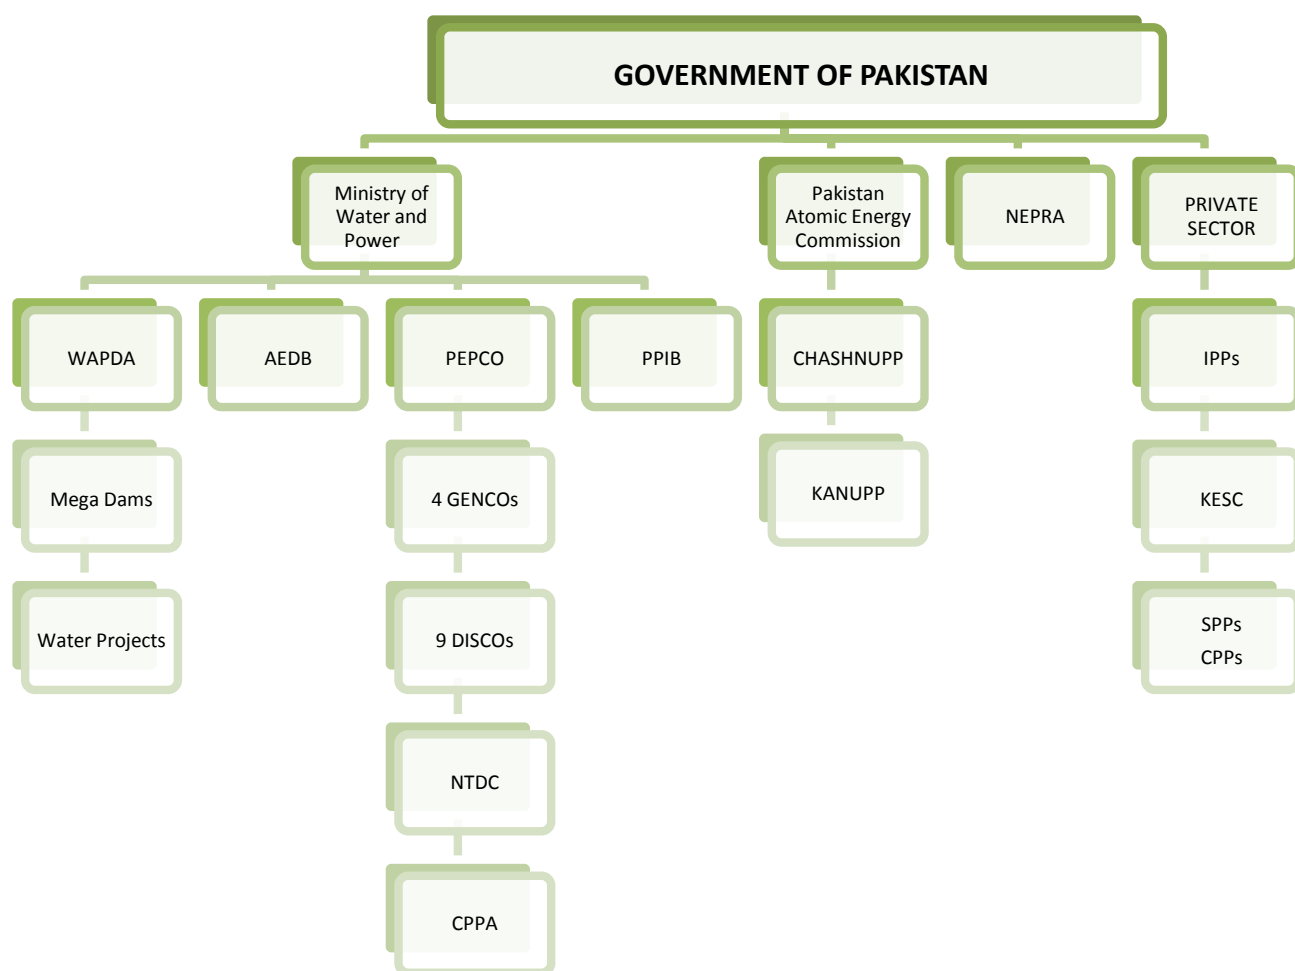 GOVERNMENT OF PAKISTAN
Ministry of
Water and
Power
Pakistan
Atomic Energy
Commission
NEPRA
PRIVATE
SECTOR
WAPDA
AEDB
PEPCO
PPIB
CHASHNUPP
IPPs
Mega Dams
4 GENCOs
KANUPP
KESC
Water Projects
9 DISCOs
SPPs
CPPs
NTDC
CPPA